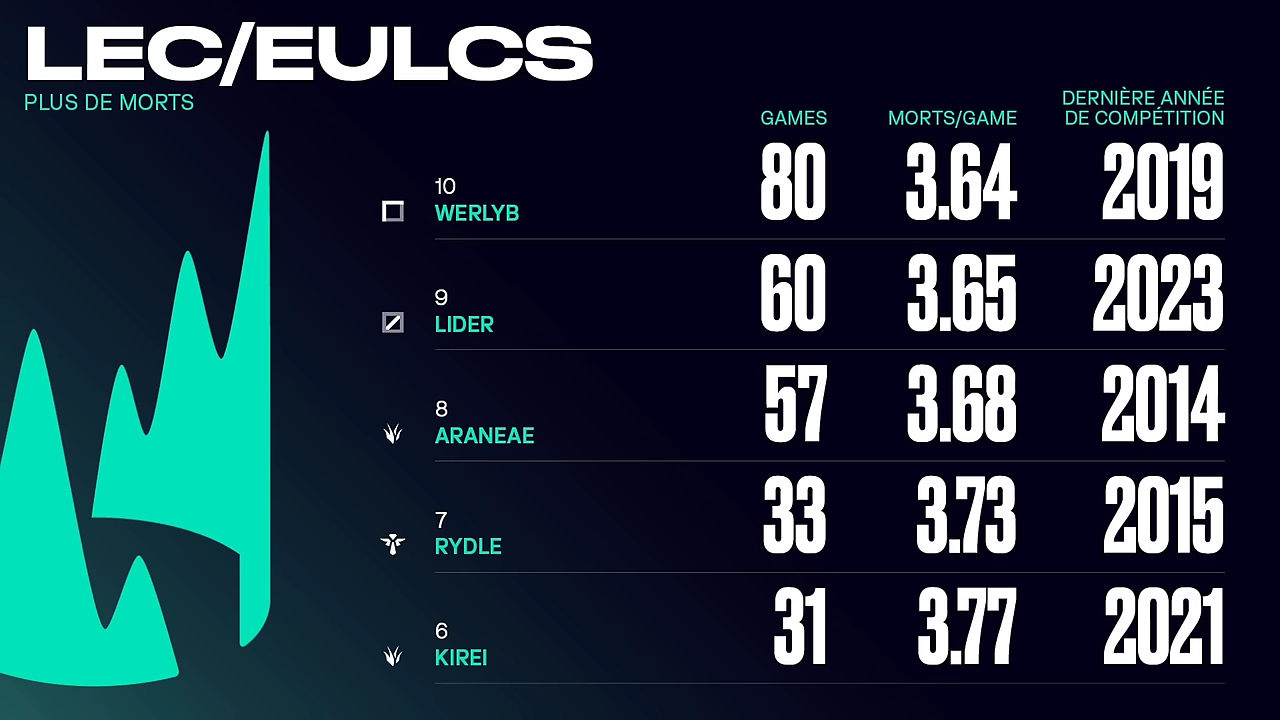 LEC/EULCS
PLUS DE MORTS
GAMES
MORTS/GAME
DERNIÈRE ANNÉE
DE COMPÉTITION
10
WERLYB
80
3.64
2019
9
LIDER
60
3.65
2023
8
ARANEAE
57
3.68
2014
7
RYDLE
33
3.73
2015
6
KIREI
31
3.77
2021